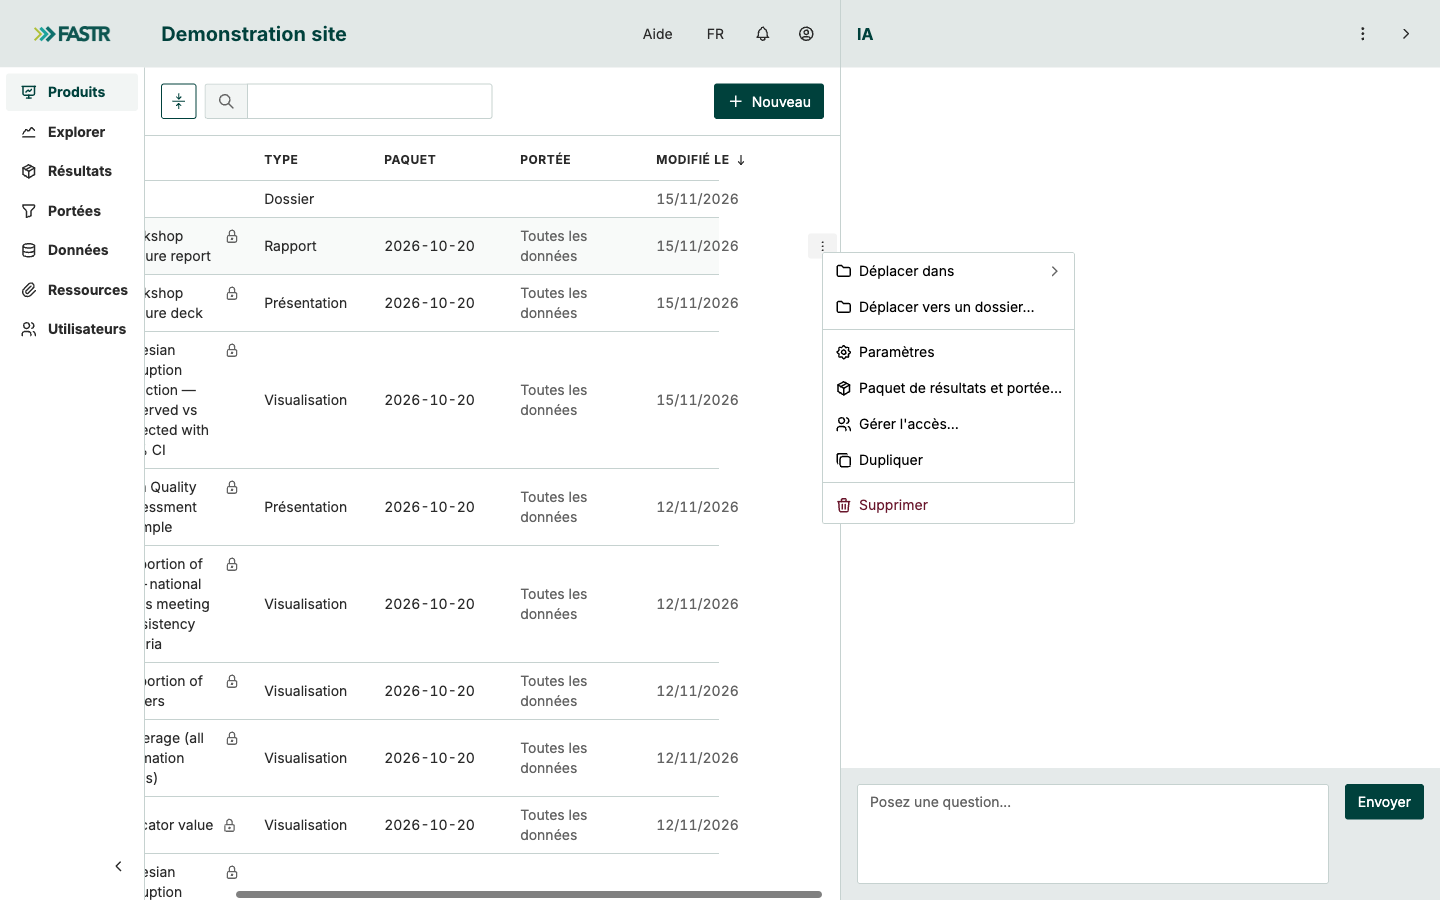 FASTR
Demonstration site
Aide
FR
IA
Produits
Explorer
Résultats
Portées
Données
Ressources
Utilisateurs
Nouveau
TYPE
PAQUET
PORTÉE
MODIFIÉ LE
Dossier
15/11/2026
kshop
ure report
Rapport
2026-10-20
Toutes les
données
15/11/2026
kshop
ure deck
Présentation
2026-10-20
Toutes les
données
15/11/2026
esian
uption
ction —
erved vs
ected with
CI
Visualisation
2026-10-20
Toutes les
données
15/11/2026
Quality
essment
mple
Présentation
2026-10-20
Toutes les
données
12/11/2026
portion of
-national
s meeting
sistency
ria
Visualisation
2026-10-20
Toutes les
données
12/11/2026
portion of
ers
Visualisation
2026-10-20
Toutes les
données
12/11/2026
erage (all
mation
s)
Visualisation
2026-10-20
Toutes les
données
12/11/2026
cator value
Visualisation
2026-10-20
Toutes les
données
12/11/2026
esian
uption
Déplacer dans
Déplacer vers un dossier...
Paramètres
Paquet de résultats et portée...
Gérer l'accès...
Dupliquer
Supprimer
Posez une question...
Envoyer